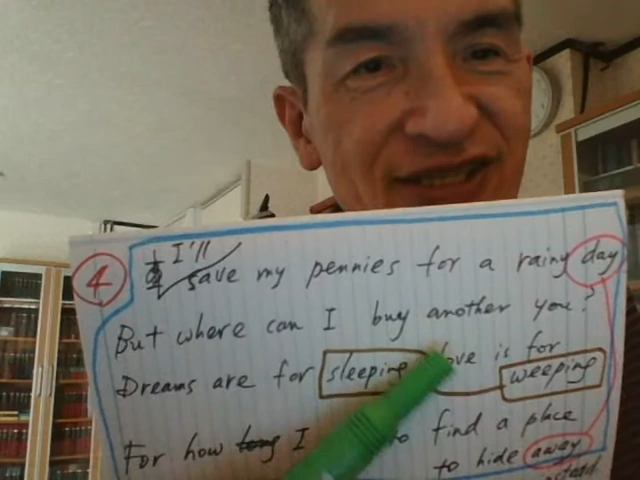 4 I'll save my pennies for a rainy day
But where can I buy another you?
Dreams are for sleeping love is for weeping
For how long I to find a place
to hide away